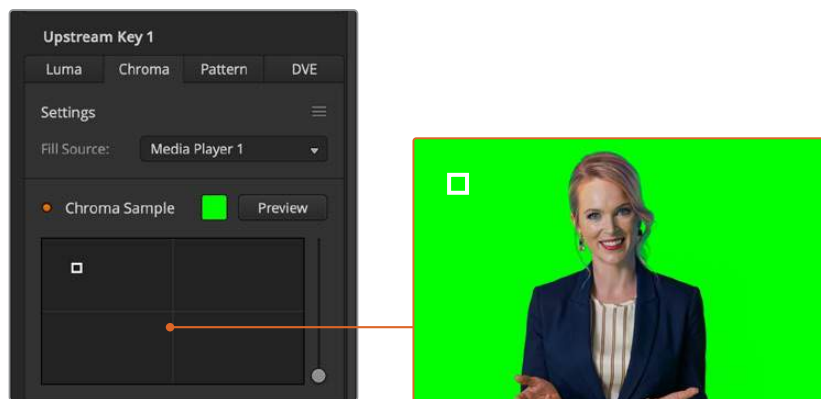 Upstream Key 1
Luma Chroma Pattern DVE
Settings
Fill Source: Media Player 1
Chroma Sample Preview